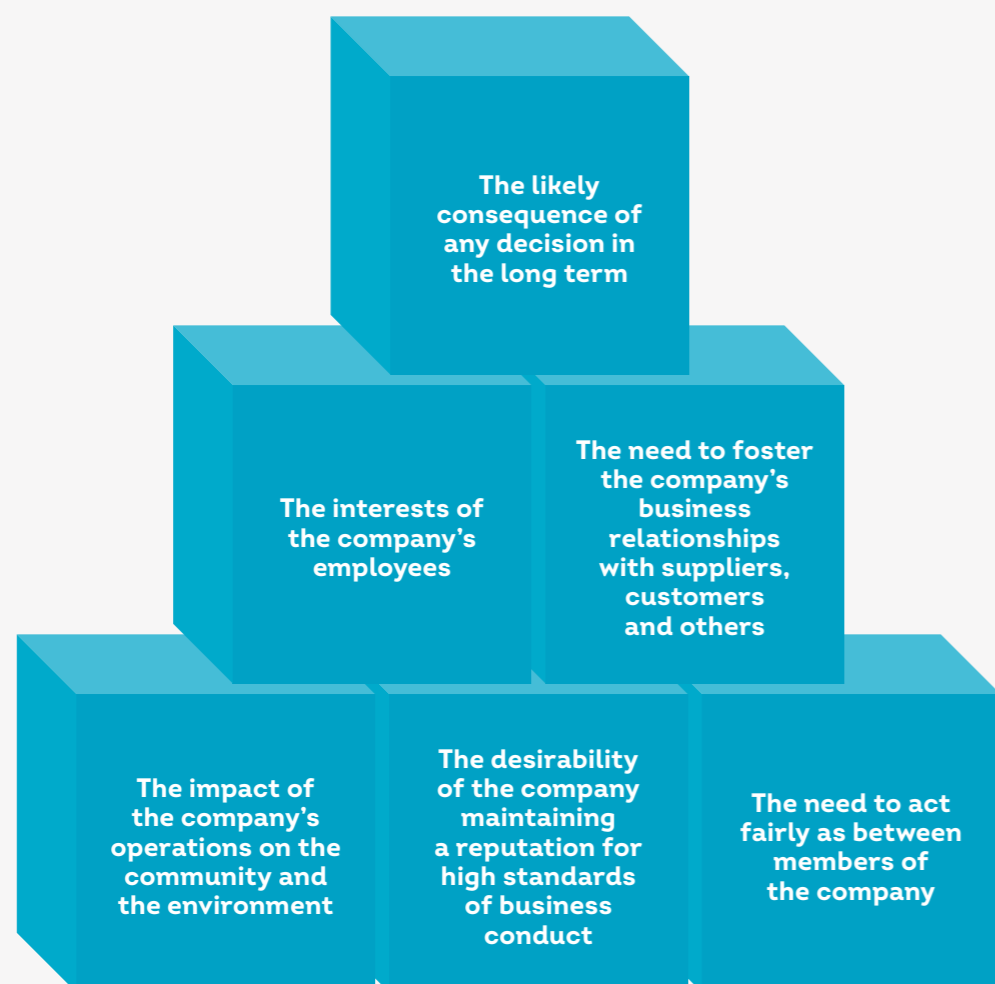 The likely
consequence of
any decision in
the long term
The interests of
the company’s
employees
The need to foster
the company’s
business
relationships
with suppliers,
customers
and others
The impact of
the company’s
operations on the
community and
the environment
The desirability
of the company
maintaining
a reputation for
high standards
of business
conduct
The need to act
fairly as between
members of
the company